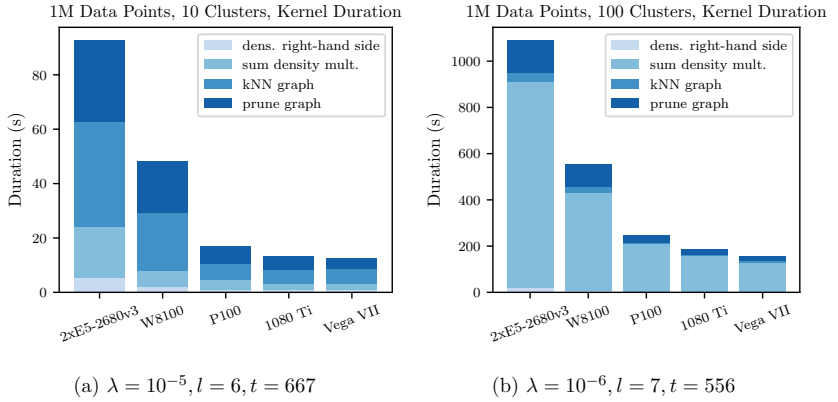 1M Data Points, 10 Clusters, Kernel Duration
dens. right-hand side
sum density mult.
kNN graph
prune graph
Duration (s)
80
60
40
20
0
2xE5-2680v3
W8100
P100
1080 Ti
Vega VII
(a) λ = 10⁻⁵, l = 6, t = 667
1M Data Points, 100 Clusters, Kernel Duration
dens. right-hand side
sum density mult.
kNN graph
prune graph
Duration (s)
1000
800
600
400
200
0
2xE5-2680v3
W8100
P100
1080 Ti
Vega VII
(b) λ = 10⁻⁶, l = 7, t = 556